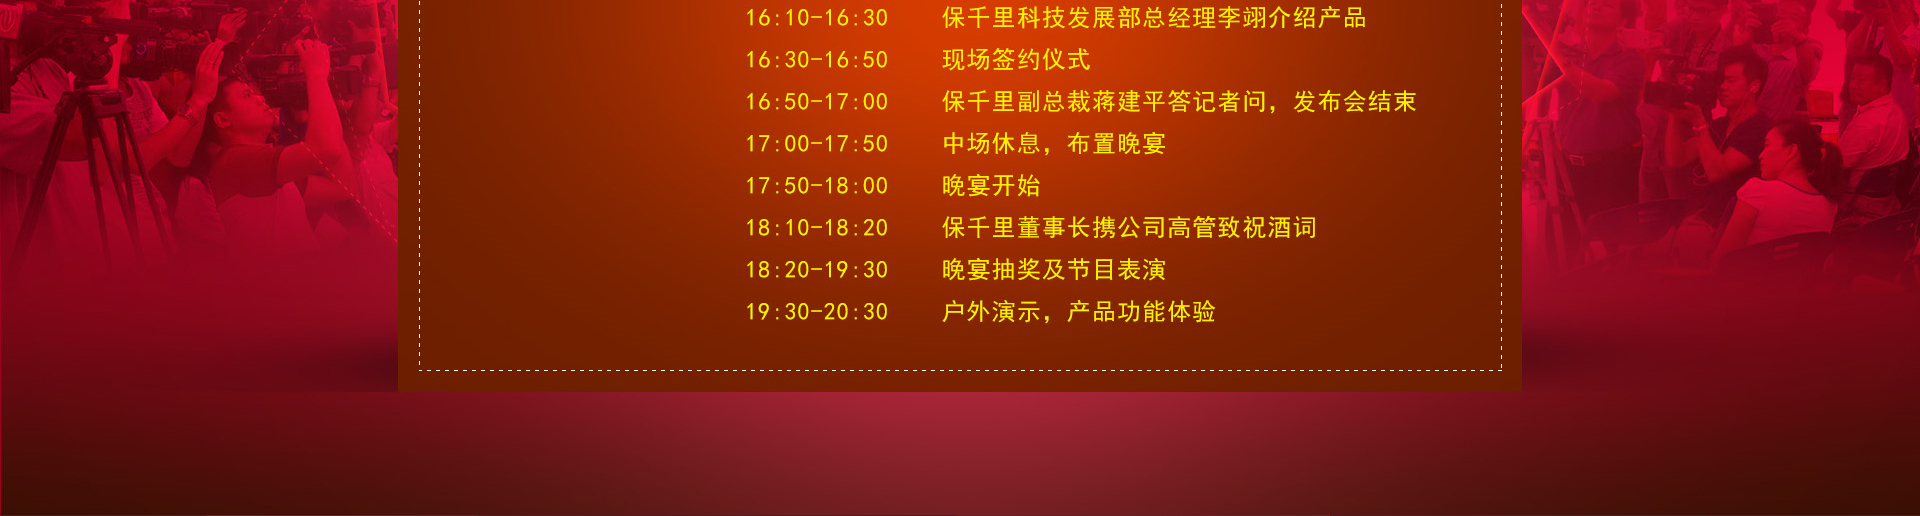 16:10-16:30 保千里科技发展部总经理李翊介绍产品
16:30-16:50 现场签约仪式
16:50-17:00 保千里副总裁蒋建平答记者问，发布会结束
17:00-17:50 中场休息，布置晚宴
17:50-18:00 晚宴开始
18:10-18:20 保千里董事长携公司高管致祝酒词
18:20-19:30 晚宴抽奖及节目表演
19:30-20:30 户外演示，产品功能体验